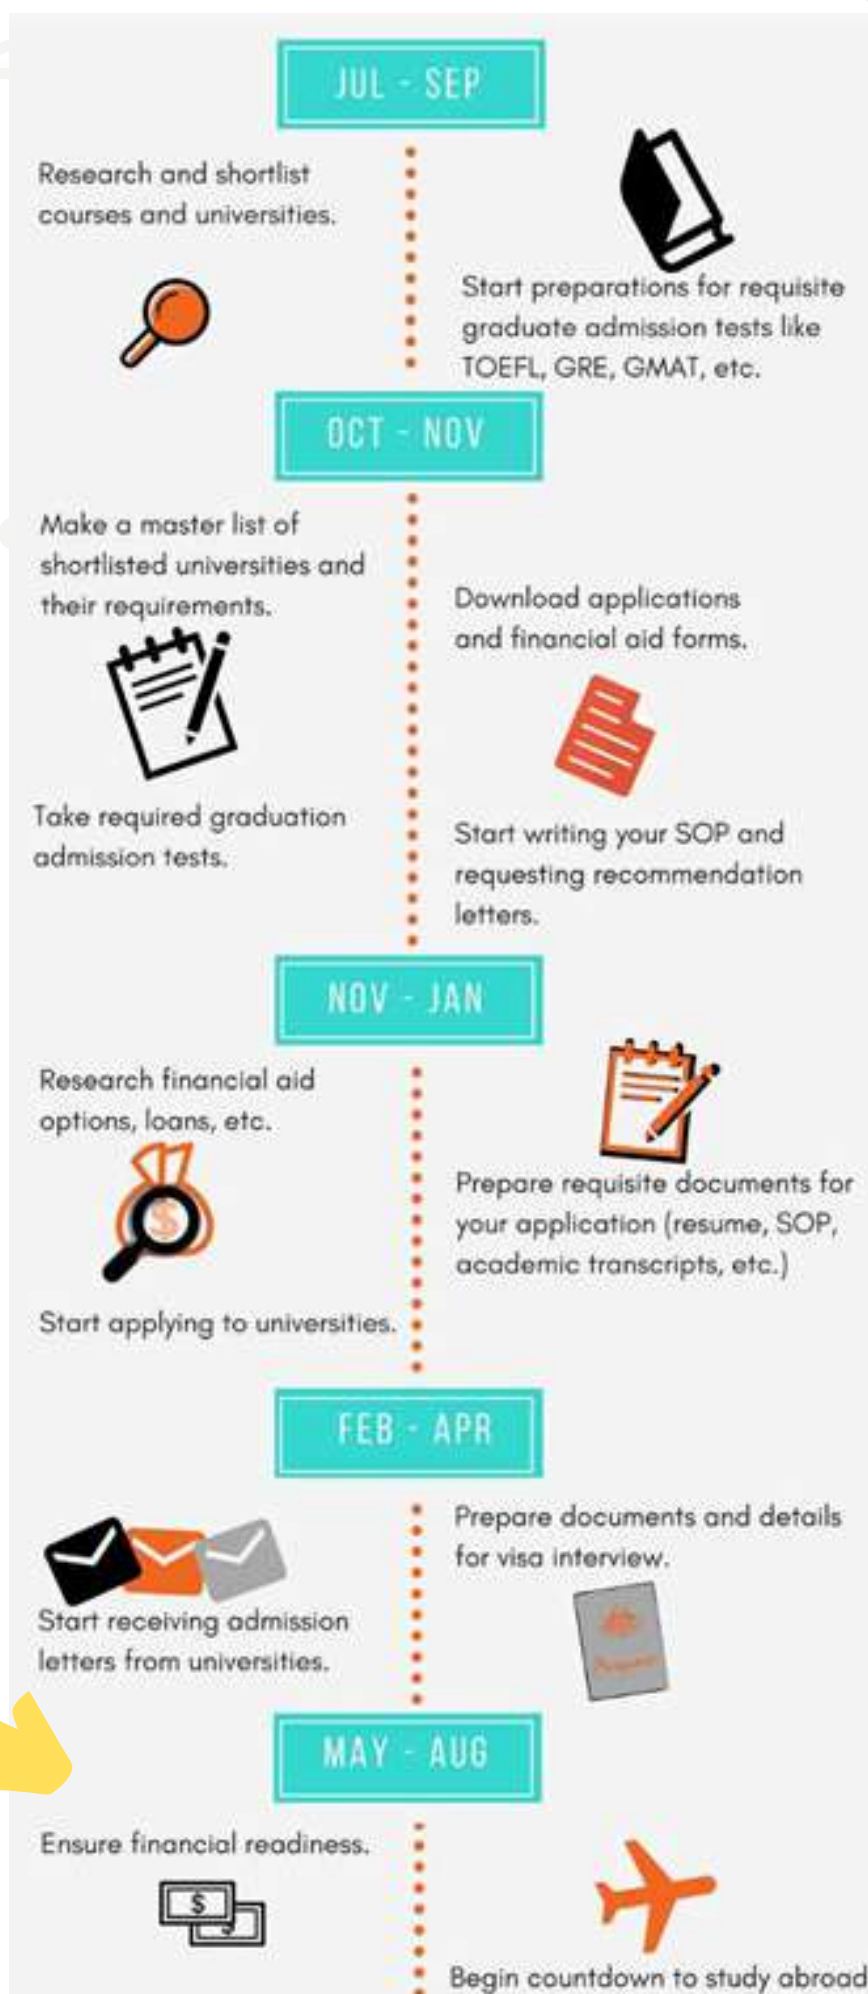 JUL - SEP
Research and shortlist
courses and universities.
Start preparations for requisite
graduate admission tests like
TOEFL, GRE, GMAT, etc.
OCT - NOV
Make a master list of
shortlisted universities and
their requirements.
Download applications
and financial aid forms.
Take required graduation
admission tests.
Start writing your SOP and
requesting recommendation
letters.
NOV - JAN
Research financial aid
options, loans, etc.
Prepare requisite documents for
your application (resume, SOP,
academic transcripts, etc.)
Start applying to universities.
FEB - APR
Prepare documents and details
for visa interview.
Start receiving admission
letters from universities.
MAY - AUG
Ensure financial readiness.
$
Begin countdown to study abroad